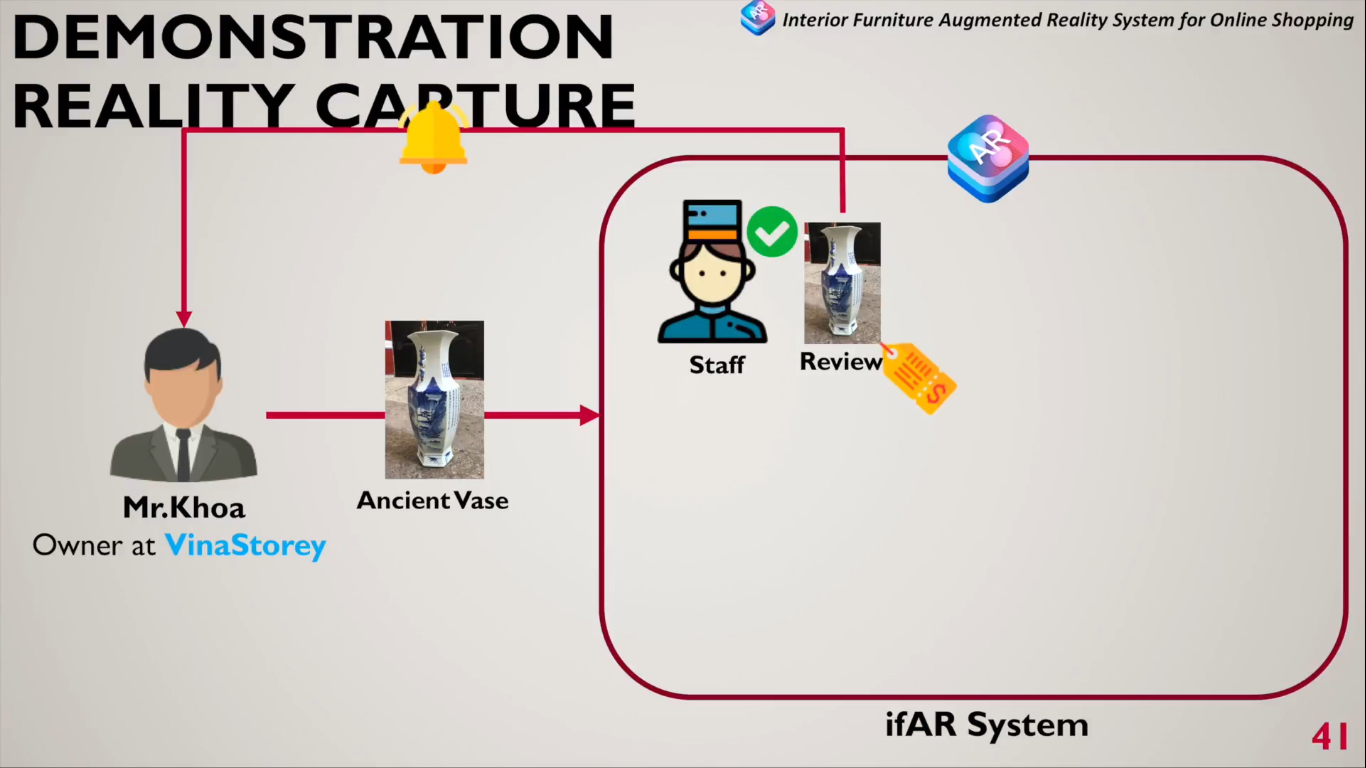 DEMONSTRATION
REALITY CAPTURE
AR Interior Furniture Augmented Reality System for Online Shopping
AR
Staff
Review
$
Mr.Khoa
Owner at VinaStorey
Ancient Vase
ifAR System
41